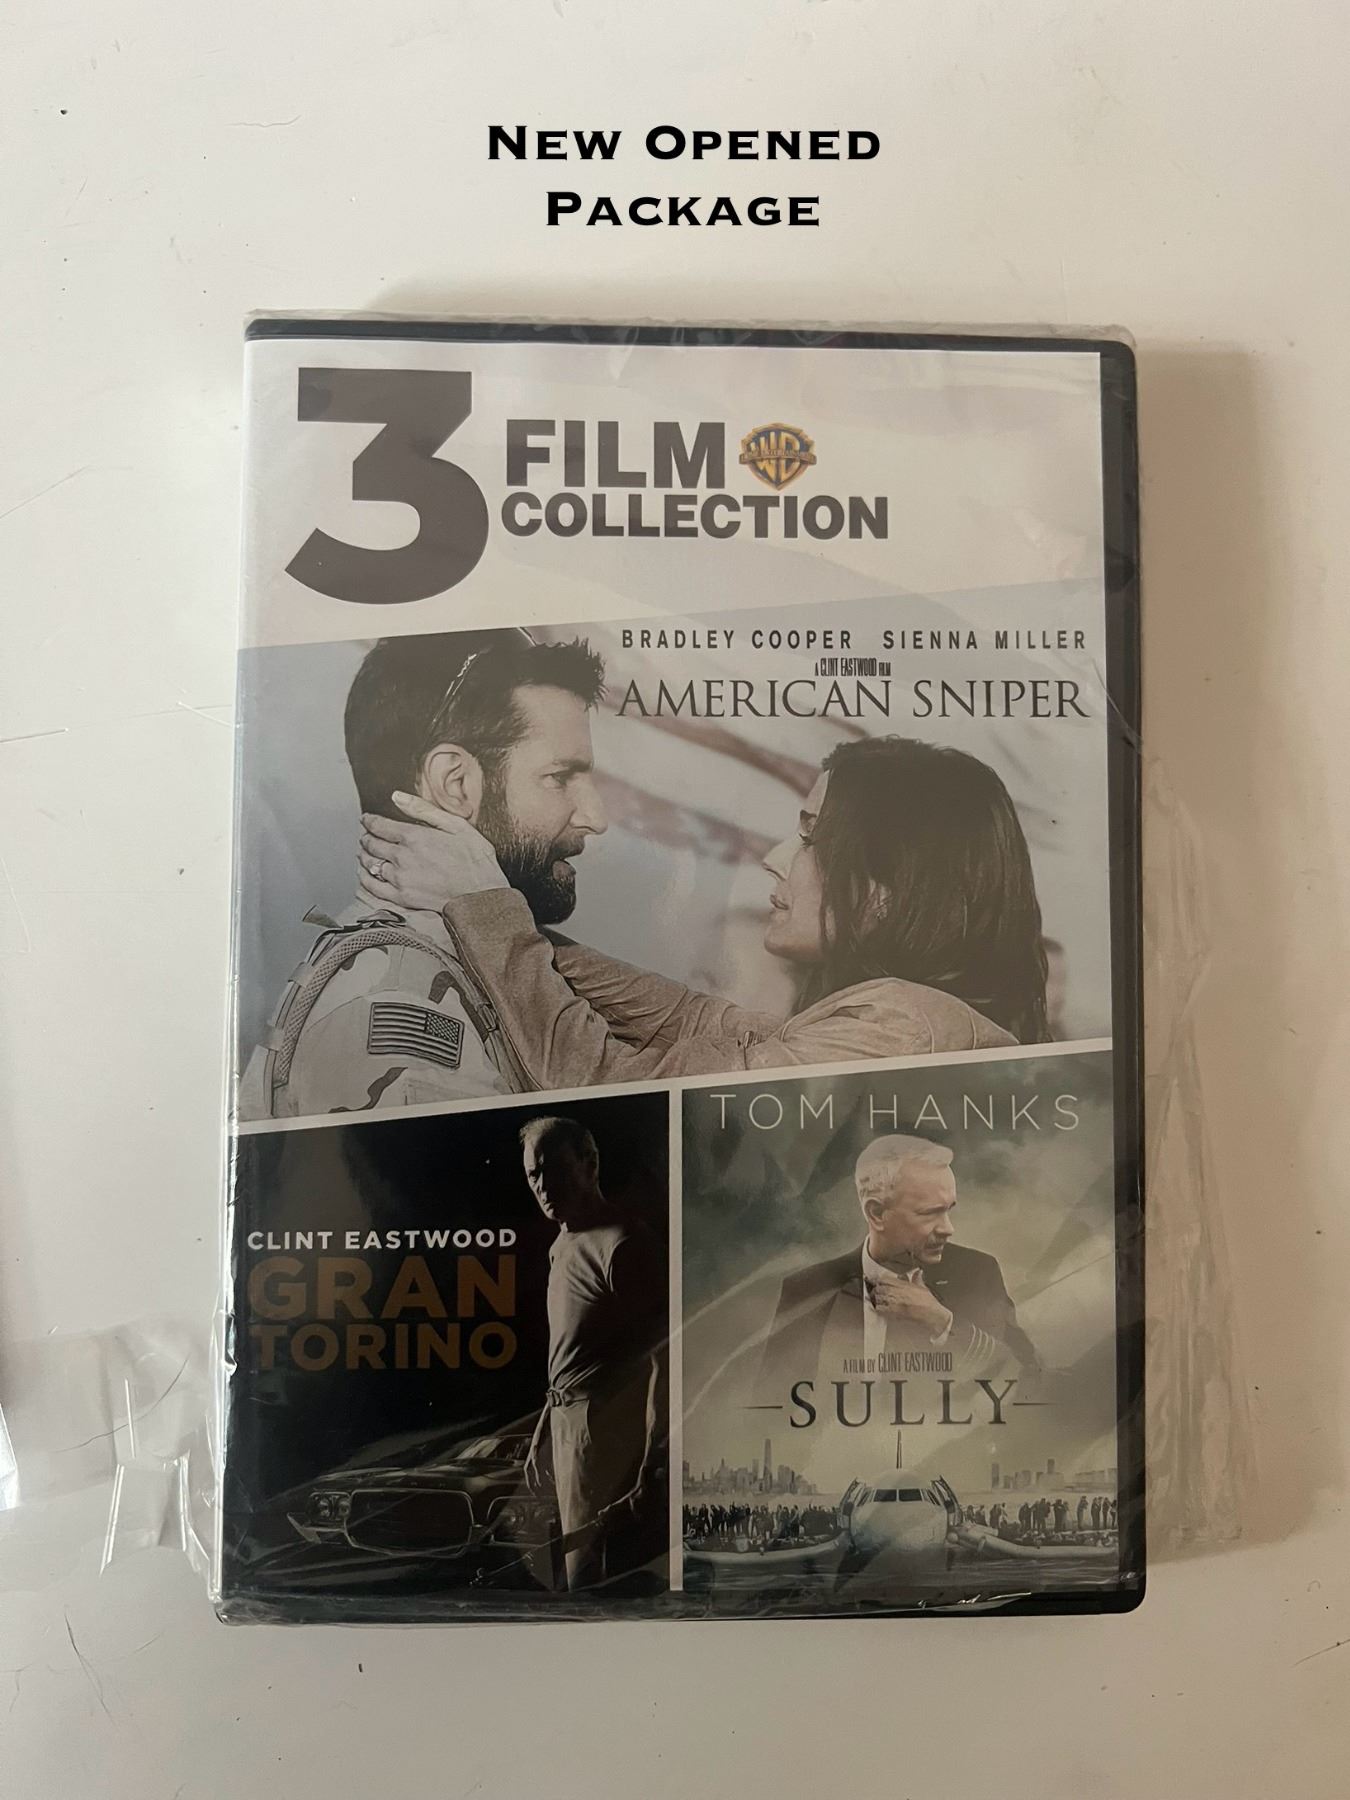 NEW OPENED
PACKAGE
3
FILM WB
COLLECTION
BRADLEY COOPER SIENNA MILLER
A CLINT EASTWOOD FILM
AMERICAN SNIPER
TOM HANKS
CLINT EASTWOOD
GRAN
TORINO
A FILM BY CLINT EASTWOOD
SULLY